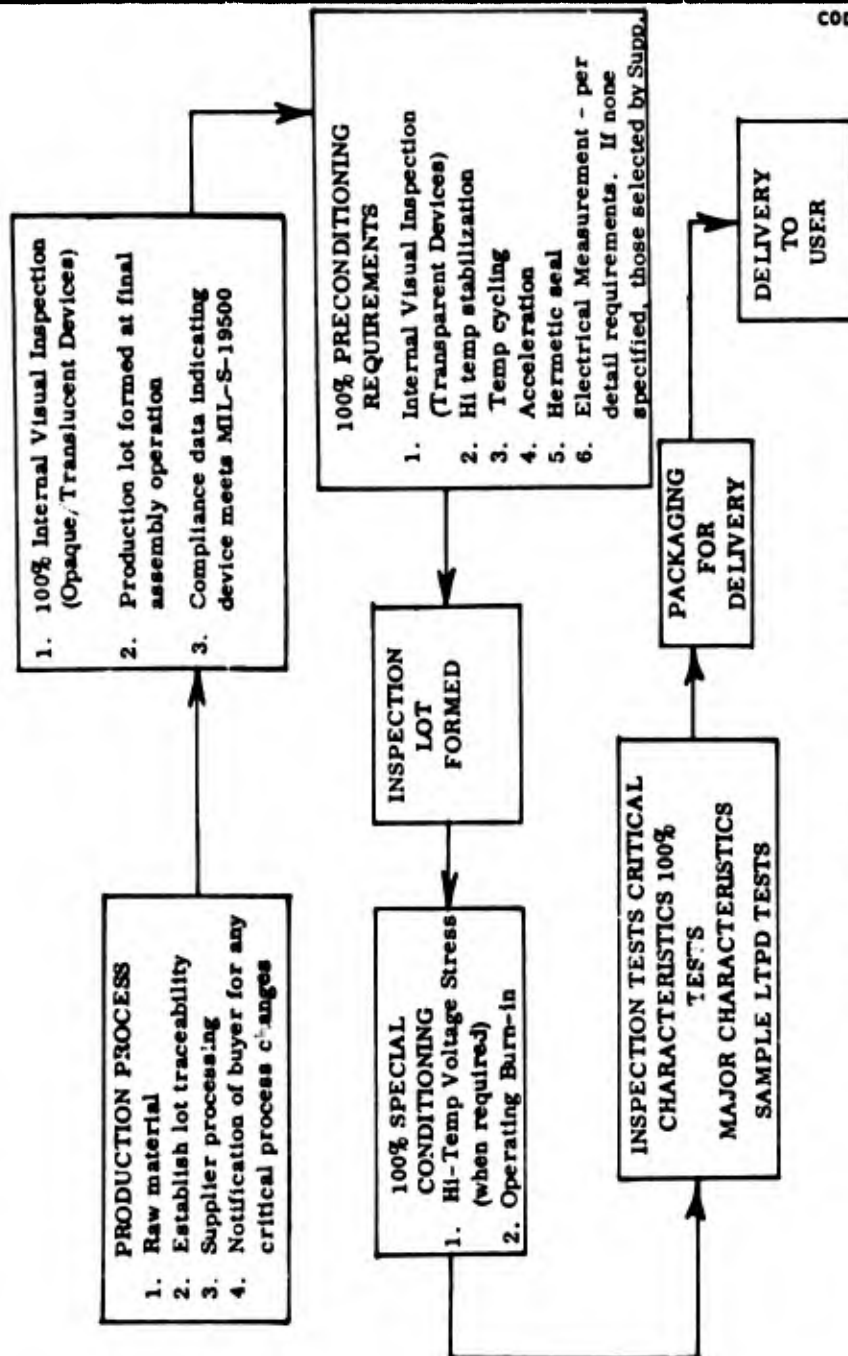 PRODUCTION PROCESS
1. Raw material
2. Establish lot traceability
3. Supplier processing
4. Notification of buyer for any
critical process changes
1. 100% Internal Visual Inspection
(Opaque/Translucent Devices)
2. Production lot formed at final
assembly operation
3. Compliance data indicating
device meets MIL-S-19500
100% PRECONDITIONING
REQUIREMENTS
1. Internal Visual Inspection
(Transparent Devices)
2. Hi temp stabilization
3. Temp cycling
4. Acceleration
5. Hermetic seal
6. Electrical Measurement - per
detail requirements. If none
specified, those selected by Supp.
INSPECTION
LOT
FORMED
100% SPECIAL
CONDITIONING
1. Hi-Temp Voltage Stress
(when required)
2. Operating Burn-in
INSPECTION TESTS CRITICAL
CHARACTERISTICS 100%
TESTS
MAJOR CHARACTERISTICS
SAMPLE LTPD TESTS
PACKAGING
FOR
DELIVERY
DELIVERY
TO
USER